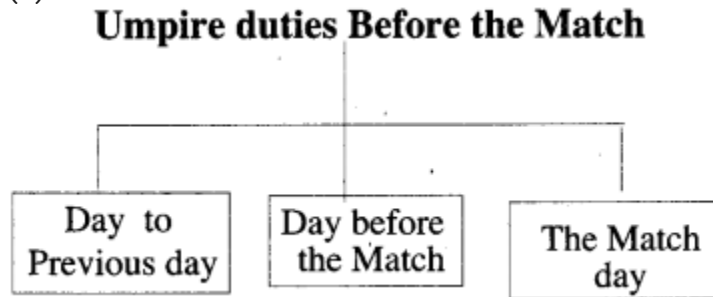 Umpire duties Before the Match
Day to
Previous day
Day before
the Match
The Match
day